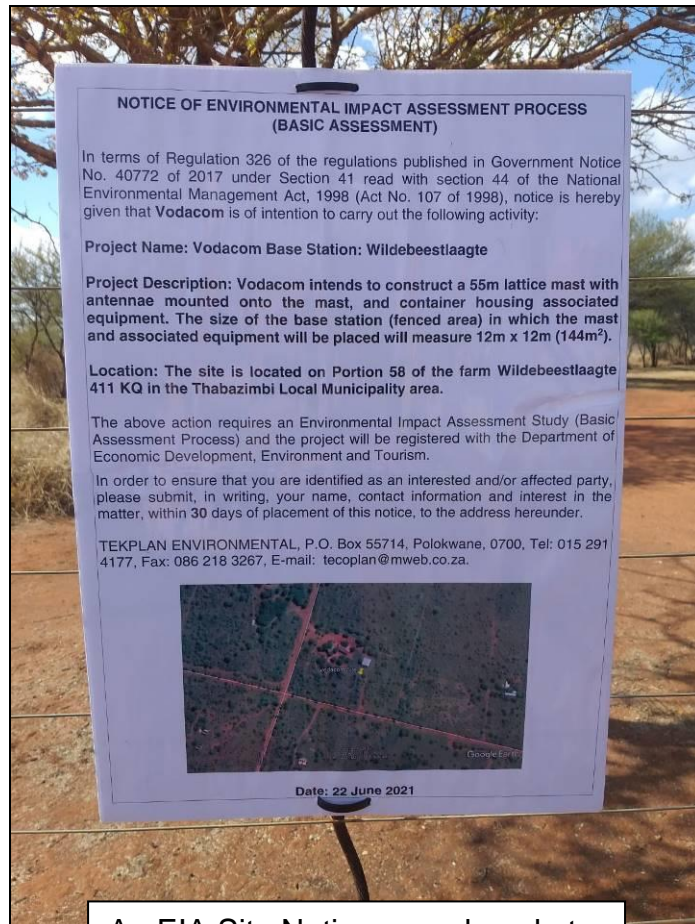 NOTICE OF ENVIRONMENTAL IMPACT ASSESSMENT PROCESS
(BASIC ASSESSMENT)
In terms of Regulation 326 of the regulations published in Government Notice
No. 40772 of 2017 under Section 41 read with section 44 of the National
Environmental Management Act, 1998 (Act No. 107 of 1998), notice is hereby
given that Vodacom is of intention to carry out the following activity:
Project Name: Vodacom Base Station: Wildebeestlaagte
Project Description: Vodacom intends to construct a 55m lattice mast with
antennae mounted onto the mast, and container housing associated
equipment. The size of the base station (fenced area) in which the mast
and associated equipment will be placed will measure 12m x 12m (144m²).
Location: The site is located on Portion 58 of the farm Wildebeestlaagte
411 KQ in the Thabazimbi Local Municipality area.
The above action requires an Environmental Impact Assessment Study (Basic
Assessment Process) and the project will be registered with the Department of
Economic Development, Environment and Tourism.
In order to ensure that you are identified as an interested and/or affected party,
please submit, in writing, your name, contact information and interest in the
matter, within 30 days of placement of this notice, to the address hereunder.
TEKPLAN ENVIRONMENTAL, P.O. Box 55714, Polokwane, 0700, Tel: 015 291
4177, Fax: 086 218 3267, E-mail: tecoplan@mweb.co.za.
Google Earth
Date: 22 June 2021